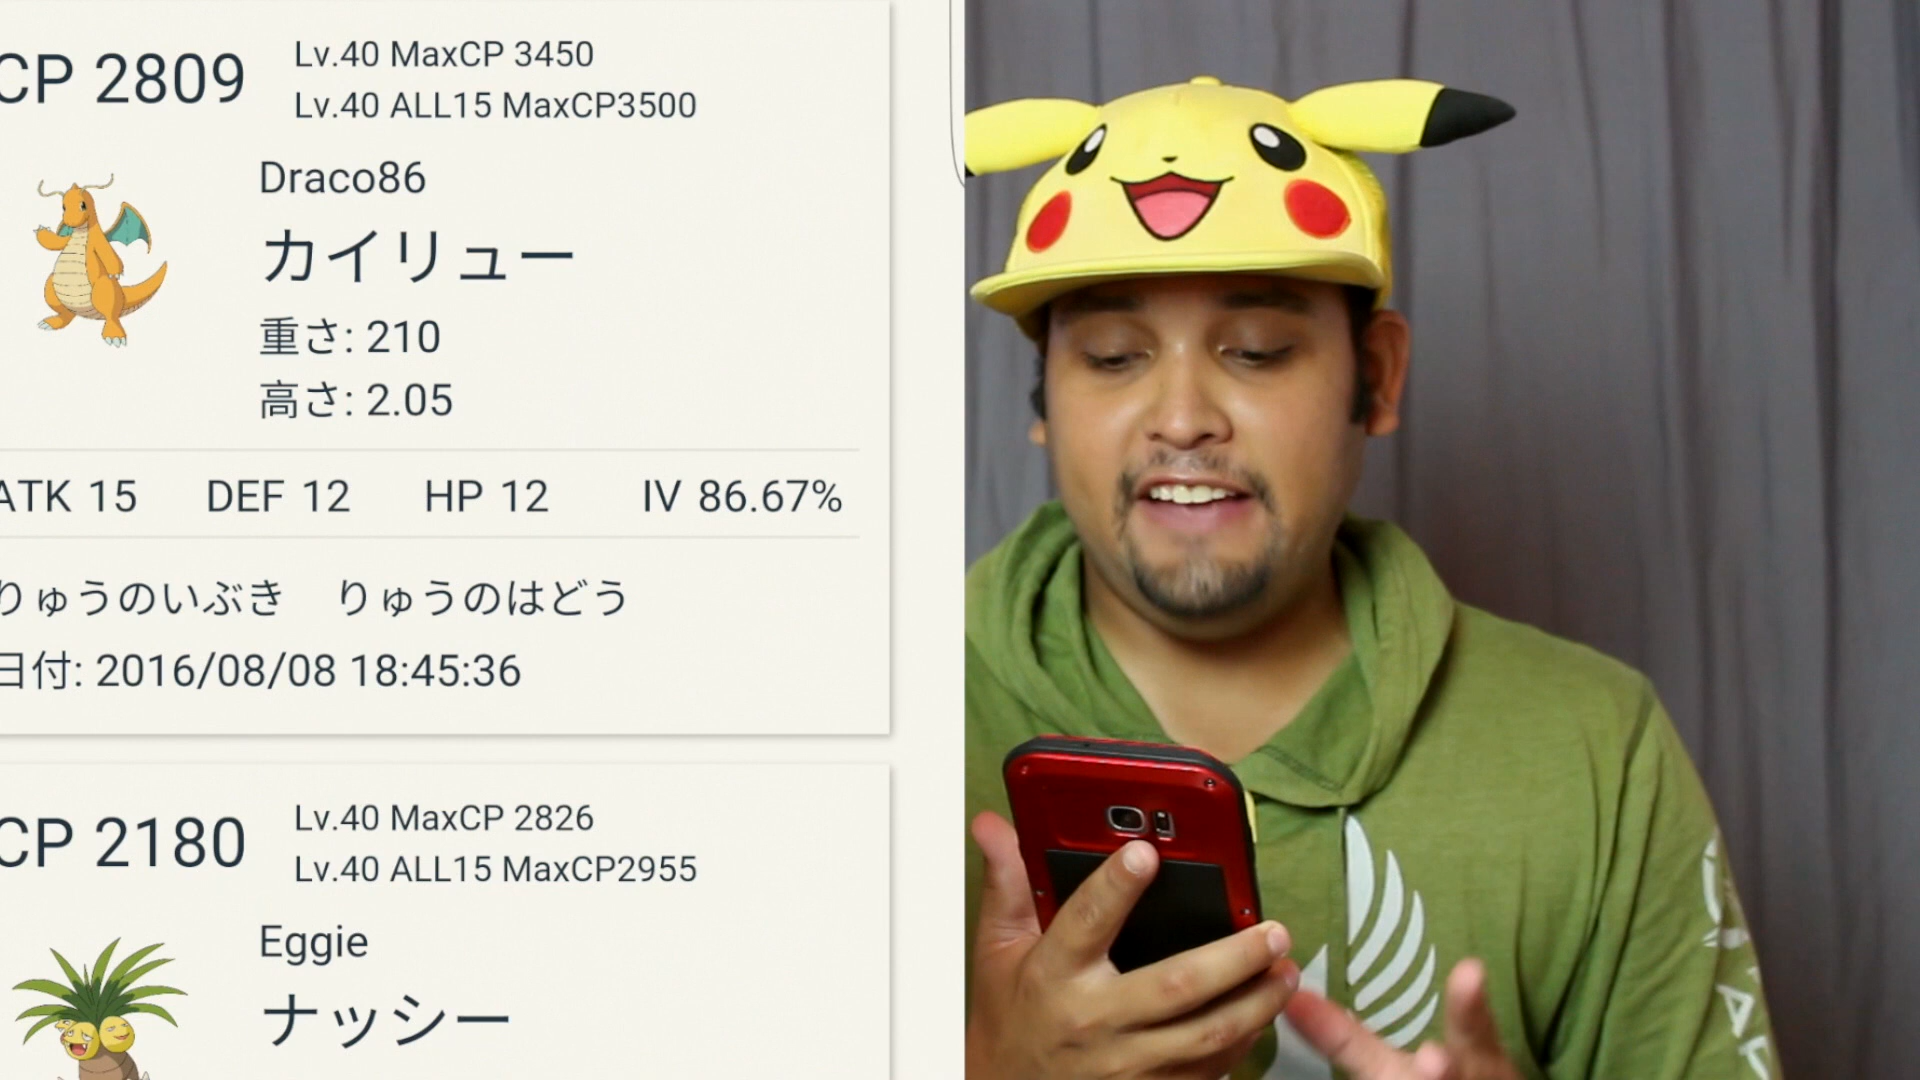 CP 2809
Lv.40 MaxCP 3450
Lv.40 ALL15 MaxCP3500
Draco86
カイリュー
重さ: 210
高さ: 2.05
ATK 15 DEF 12 HP 12 IV 86.67%
りゅうのいぶき りゅうのはどう
日付: 2016/08/08 18:45:36
CP 2180
Lv.40 MaxCP 2826
Lv.40 ALL15 MaxCP2955
Eggie
ナッシー